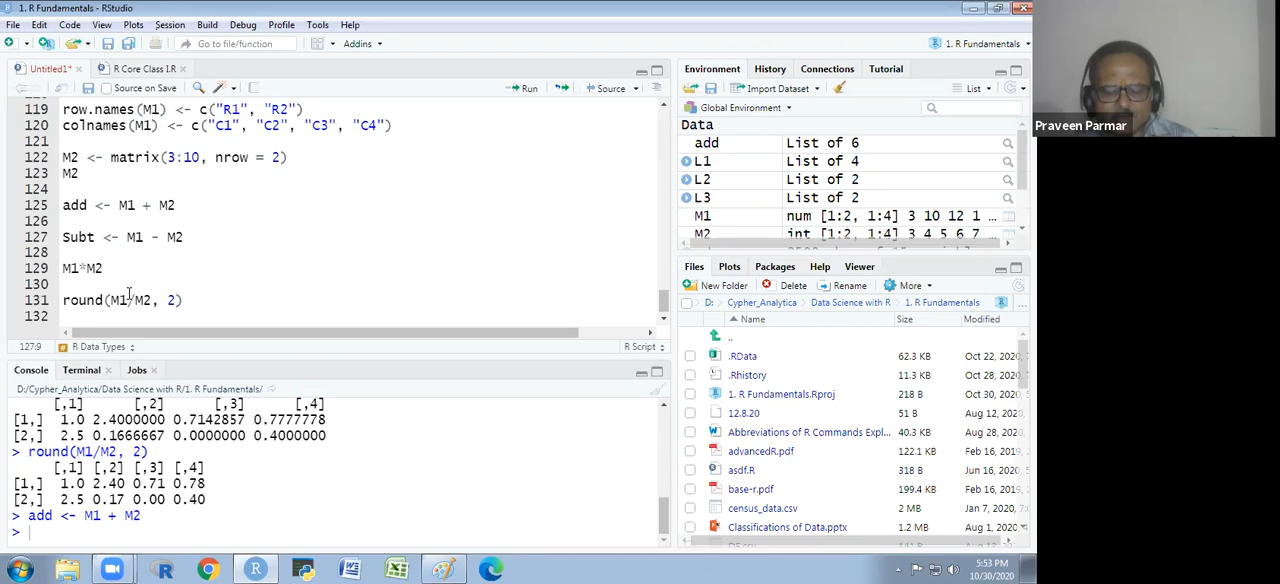 1. R Fundamentals - RStudio
File Edit Code View Plots Session Build Debug Profile Tools Help
Go to file/function Addins 1. R Fundamentals
Untitled1* R Core Class I.R
Source on Save Run Source
119 row.names(M1) <- c("R1", "R2")
120 colnames(M1) <- c("C1", "C2", "C3", "C4")
121
122 M2 <- matrix(3:10, nrow = 2)
123 M2
124
125 add <- M1 + M2
126
127 Subt <- M1 - M2
128
129 M1*M2
130
131 round(M1/M2, 2)
132
127:9 R Data Types R Script
Console Terminal Jobs
D:/Cypher_Analytica/Data Science with R/1. R Fundamentals/
[,1] [,2] [,3] [,4]
[1,] 1.0 2.4000000 0.7142857 0.7777778
[2,] 2.5 0.1666667 0.0000000 0.4000000
> round(M1/M2, 2)
[,1] [,2] [,3] [,4]
[1,] 1.0 2.40 0.71 0.78
[2,] 2.5 0.17 0.00 0.40
> add <- M1 + M2
>
Environment History Connections Tutorial
Import Dataset List
Global Environment
Data
add List of 6
L1 List of 4
L2 List of 2
L3 List of 2
M1 num [1:2, 1:4] 3 10 12 1 ...
M2 int [1:2, 1:4] 3 4 5 6 7
Files Plots Packages Help Viewer
New Folder Delete Rename More
D: Cypher_Analytica Data Science with R 1. R Fundamentals ...
Name Size Modified
..
.RData 62.3 KB Oct 22, 2020,
.Rhistory 11.3 KB Oct 28, 2020,
1. R Fundamentals.Rproj 218 B Oct 30, 2020,
12.8.20 51 B Aug 12, 2020,
Abbreviations of R Commands Expl... 40.3 KB Aug 28, 2020,
advancedR.pdf 122.1 KB Feb 16, 2019,
asdf.R 318 B Jun 16, 2020,
base-r.pdf 199.4 KB Feb 16, 2019,
census_data.csv 2 MB Jan 7, 2020,
Classifications of Data.pptx 1.2 MB Aug 1, 2020,
Praveen Parmar
5:53 PM
10/30/2020